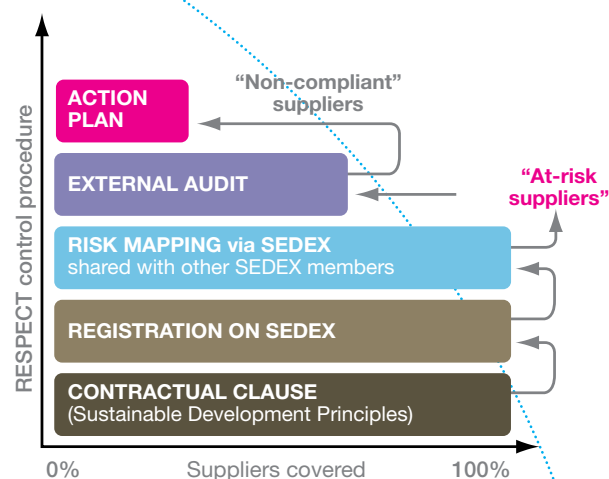 RESPECT control procedure
ACTION
PLAN
“Non-compliant”
suppliers
EXTERNAL AUDIT
“At-risk
suppliers”
RISK MAPPING via SEDEX
shared with other SEDEX members
REGISTRATION ON SEDEX
CONTRACTUAL CLAUSE
(Sustainable Development Principles)
0%
Suppliers covered
100%